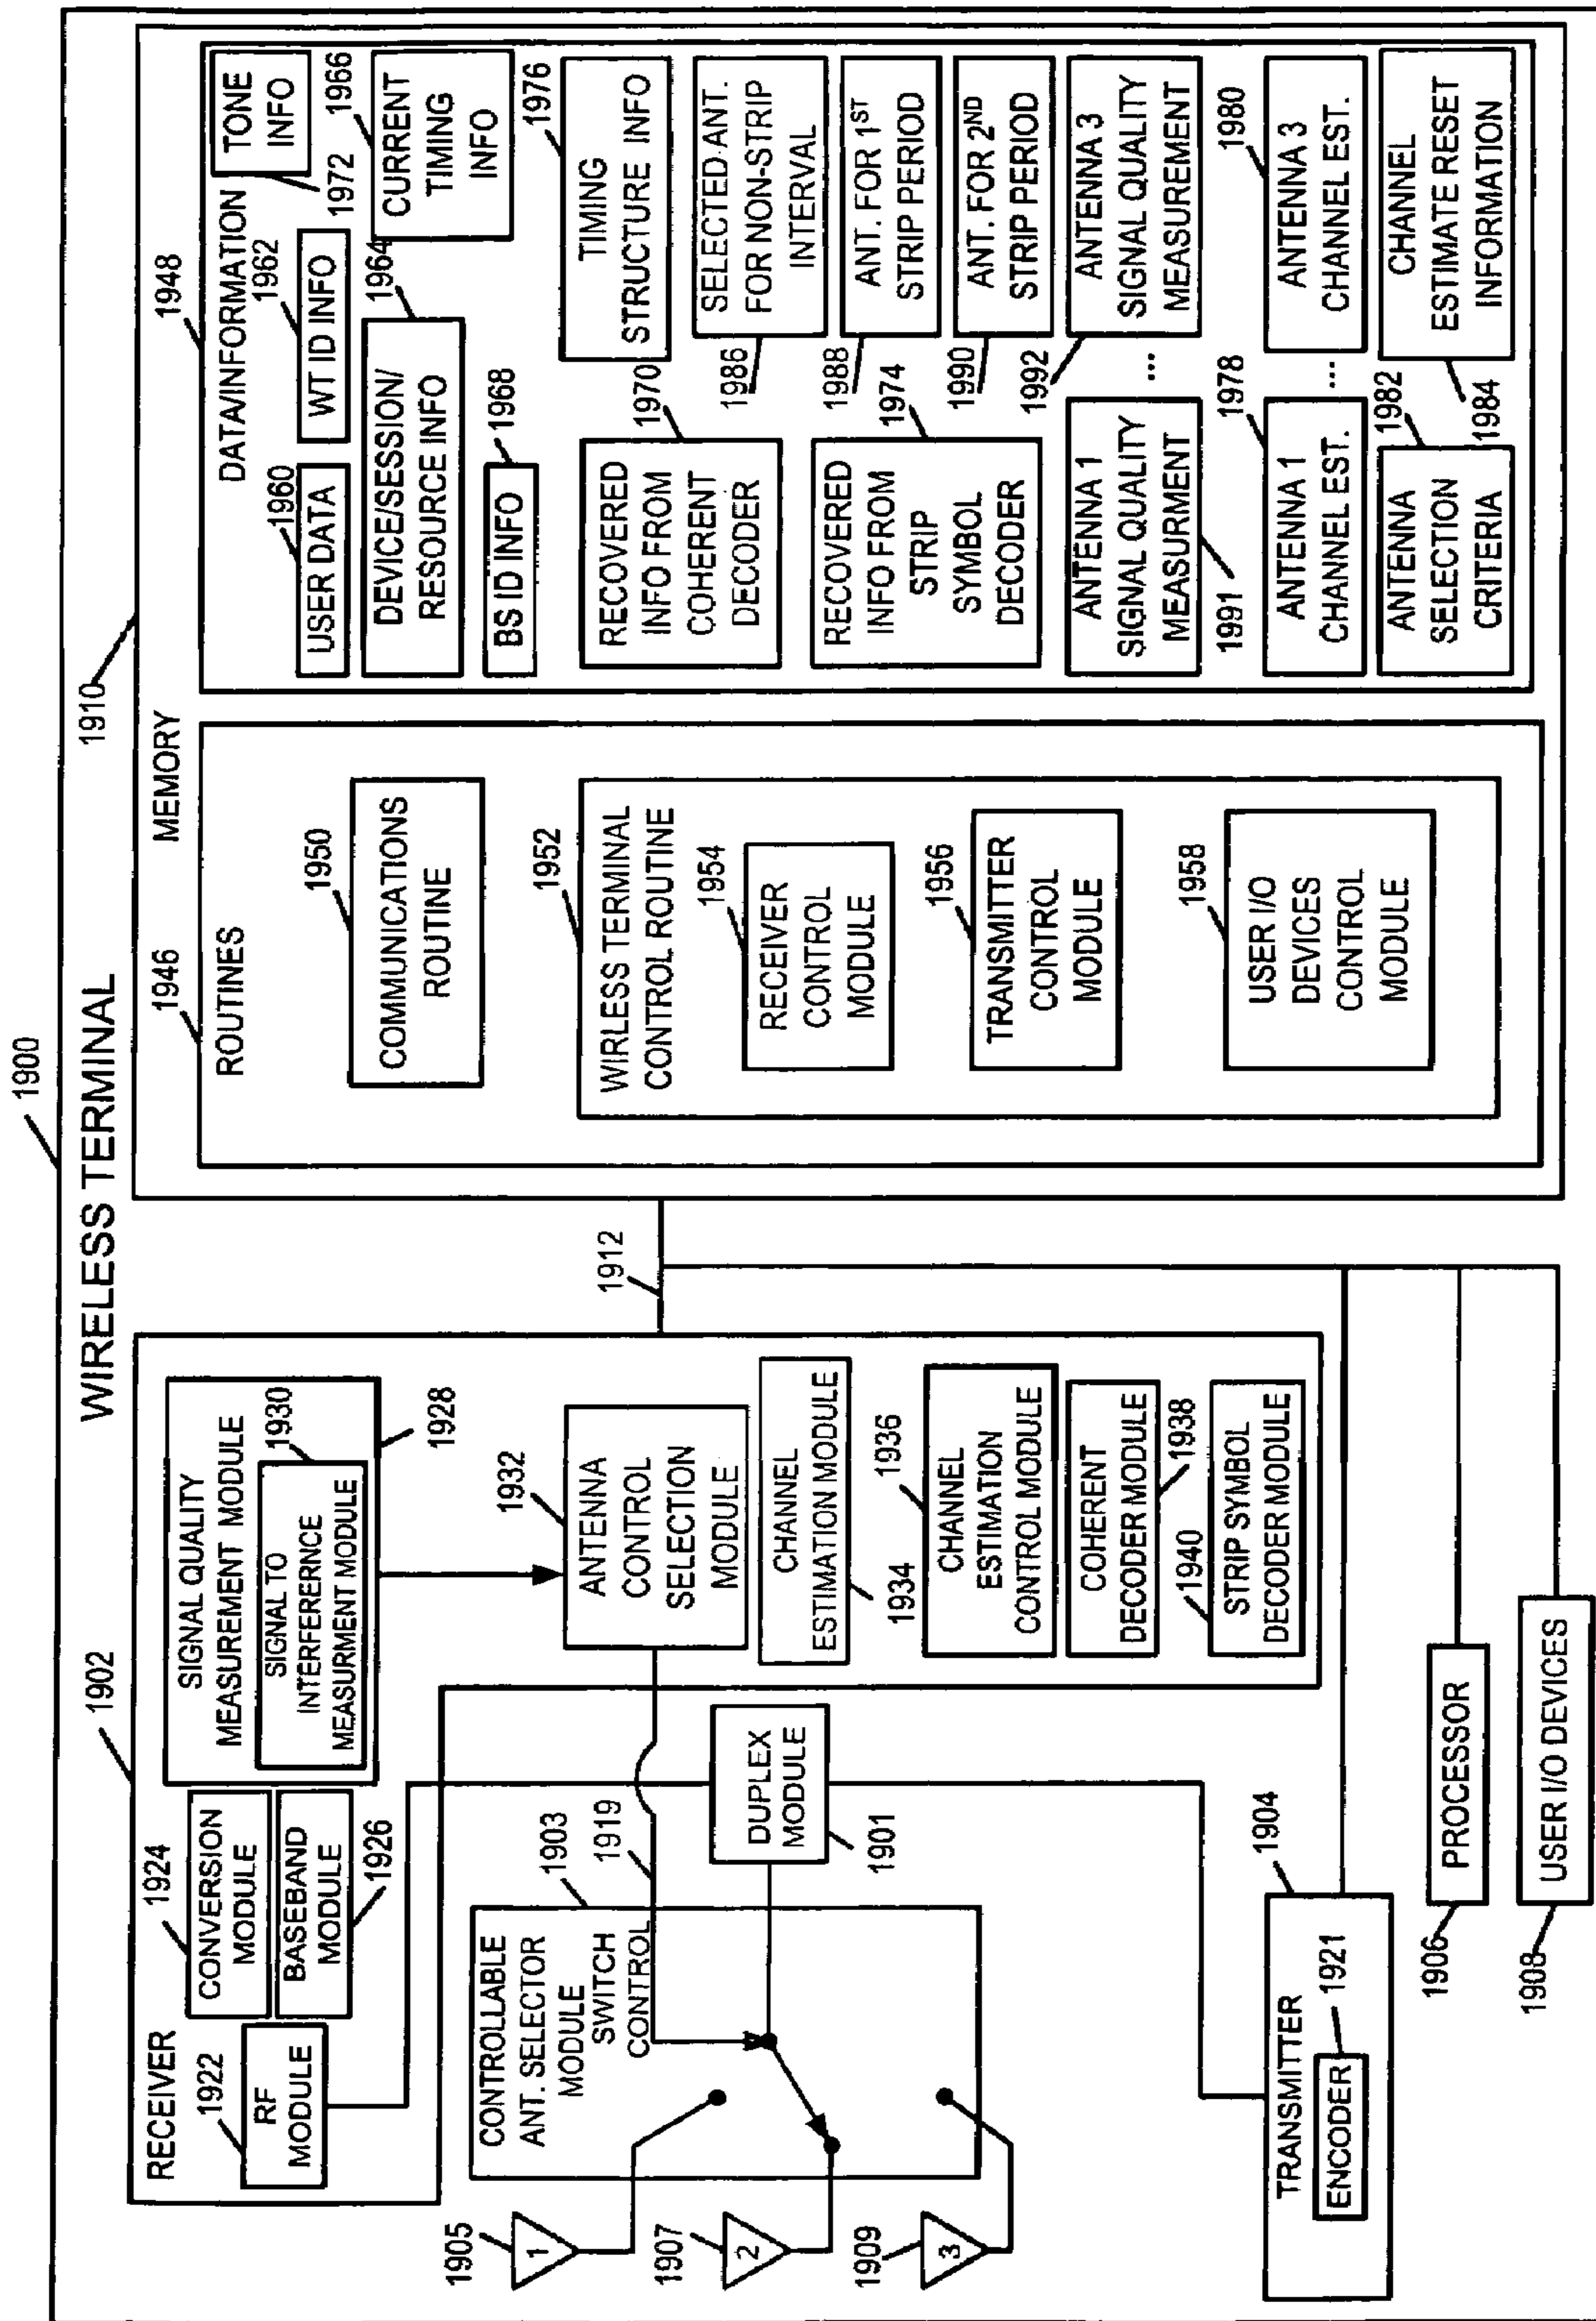 1900
WIRELESS TERMINAL
1902
RECEIVER
1922
RF
MODULE
1924
CONVERSION
MODULE
BASEBAND
MODULE
1926
SIGNAL QUALITY
MEASUREMENT MODULE
1930
SIGNAL TO
INTERFERNCE
MEASURMENT MODULE
1928
1932
ANTENNA
CONTROL
SELECTION
MODULE
CHANNEL
ESTIMATION MODULE
1934
1936
CHANNEL
ESTIMATION
CONTROL MODULE
COHERENT
DECODER MODULE
1938
1940
STRIP SYMBOL
DECODER MODULE
1919
1903
CONTROLLABLE
ANT. SELECTOR
MODULE
SWITCH
CONTROL
DUPLEX
MODULE
1901
1905
1
1907
2
1909
3
1904
TRANSMITTER
1921
ENCODER
1906
PROCESSOR
1908
USER I/O DEVICES
1912
1910
MEMORY
1946
ROUTINES
1950
COMMUNICATIONS
ROUTINE
1952
WIRLESS TERMINAL
CONTROL ROUTINE
1954
RECEIVER
CONTROL
MODULE
1956
TRANSMITTER
CONTROL
MODULE
1958
USER I/O
DEVICES
CONTROL
MODULE
1948
DATA/INFORMATION
1960
USER DATA
1962
WT ID INFO
1972
TONE
INFO
1964
DEVICE/SESSION/
RESOURCE INFO
1966
CURRENT
TIMING
INFO
1968
BS ID INFO
1976
TIMING
STRUCTURE INFO
1970
RECOVERED
INFO FROM
COHERENT
DECODER
1986
SELECTED ANT.
FOR NON-STRIP
INTERVAL
1988
ANT. FOR 1ST
STRIP PERIOD
1974
RECOVERED
INFO FROM
STRIP
SYMBOL
DECODER
1990
ANT. FOR 2ND
STRIP PERIOD
1992
ANTENNA 1
SIGNAL QUALITY
MEASURMENT
1991
...
ANTENNA 3
SIGNAL QUALITY
MEASUREMENT
1978
ANTENNA 1
CHANNEL EST.
...
1980
ANTENNA 3
CHANNEL EST.
1982
ANTENNA
SELECTION
CRITERIA
1984
CHANNEL
ESTIMATE RESET
INFORMATION